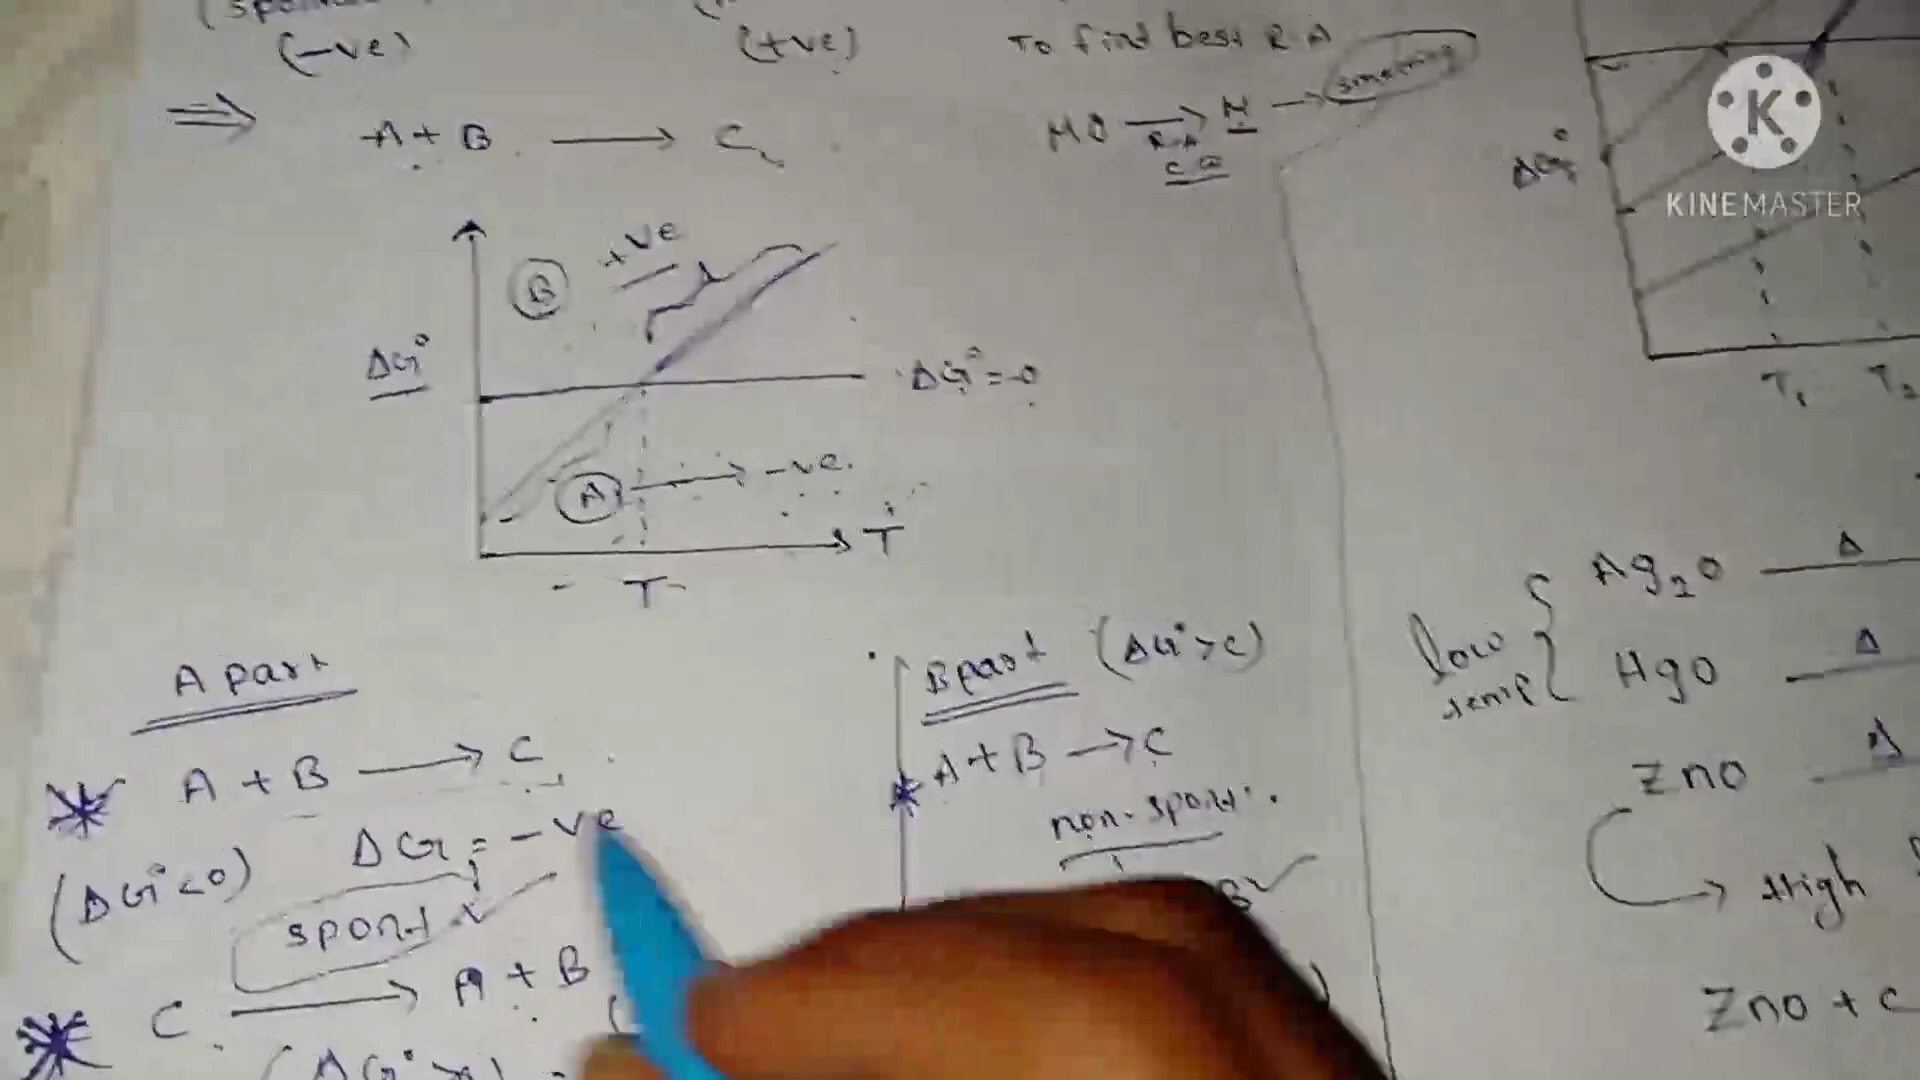 (-ve)
(+ve)
To find best R.A
A + B → C
MO → M → smelting
R.A
C, CO
B +ve
ΔG°
ΔG° = 0
A → -ve
T
T
ΔG°
T₁ T₂
A part
A + B → C
(ΔG° < 0) ΔG = -ve
spont
C → A + B
B part (ΔG° > 0)
A + B → C
non-spont.
low temp
Ag₂O Δ
HgO Δ
ZnO Δ
→ High
ZnO + C
KINEMASTER